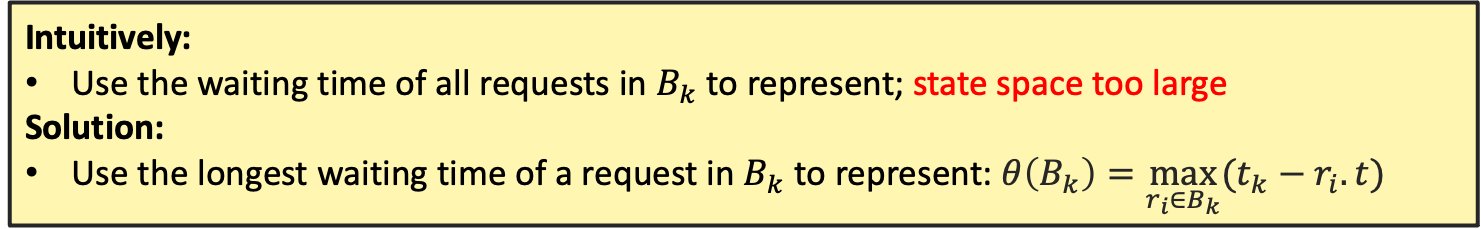 Intuitively:
• Use the waiting time of all requests in B_k to represent; state space too large
Solution:
• Use the longest waiting time of a request in B_k to represent: θ(B_k) = max_{r_i∈B_k}(t_k − r_i.t)